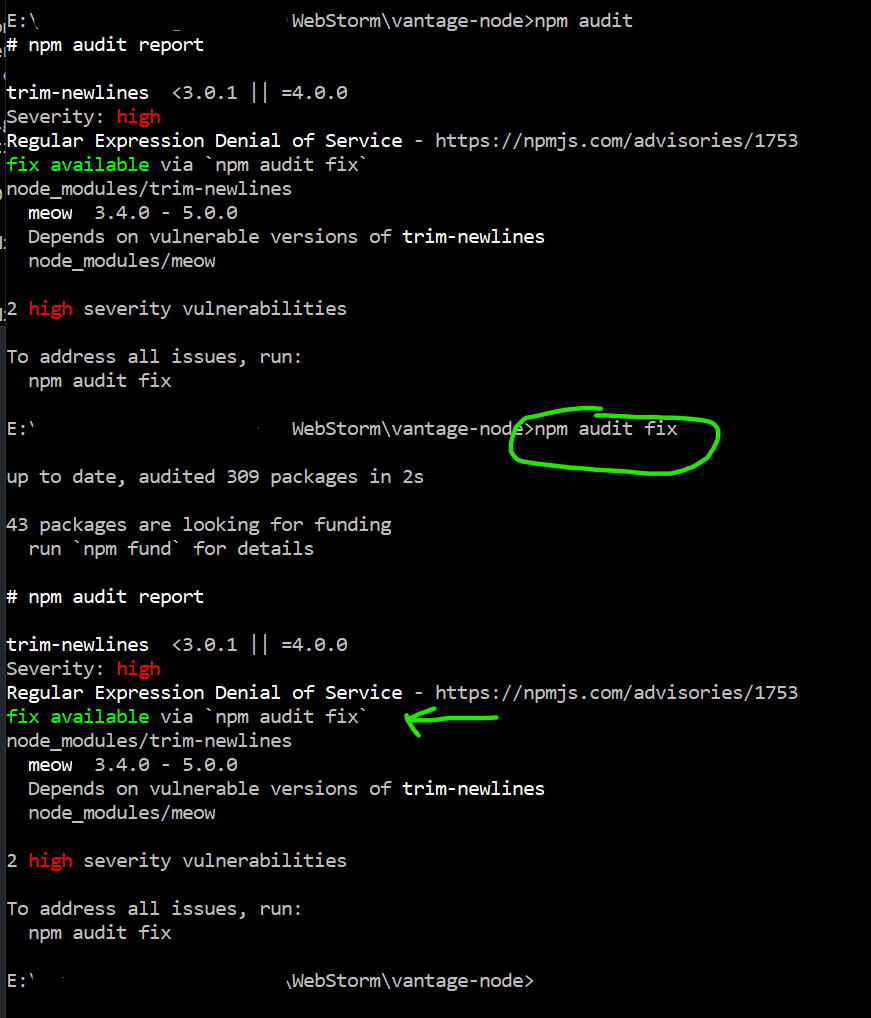 E:\ WebStorm\vantage-node>npm audit
# npm audit report
trim-newlines  <3.0.1 || =4.0.0
Severity: high
Regular Expression Denial of Service - https://npmjs.com/advisories/1753
fix available via `npm audit fix`
node_modules/trim-newlines
  meow  3.4.0 - 5.0.0
  Depends on vulnerable versions of trim-newlines
  node_modules/meow
2 high severity vulnerabilities
To address all issues, run:
  npm audit fix
E:\ WebStorm\vantage-node>npm audit fix
up to date, audited 309 packages in 2s
43 packages are looking for funding
  run `npm fund` for details
# npm audit report
trim-newlines  <3.0.1 || =4.0.0
Severity: high
Regular Expression Denial of Service - https://npmjs.com/advisories/1753
fix available via `npm audit fix`
node_modules/trim-newlines
  meow  3.4.0 - 5.0.0
  Depends on vulnerable versions of trim-newlines
  node_modules/meow
2 high severity vulnerabilities
To address all issues, run:
  npm audit fix
E:\ \WebStorm\vantage-node>